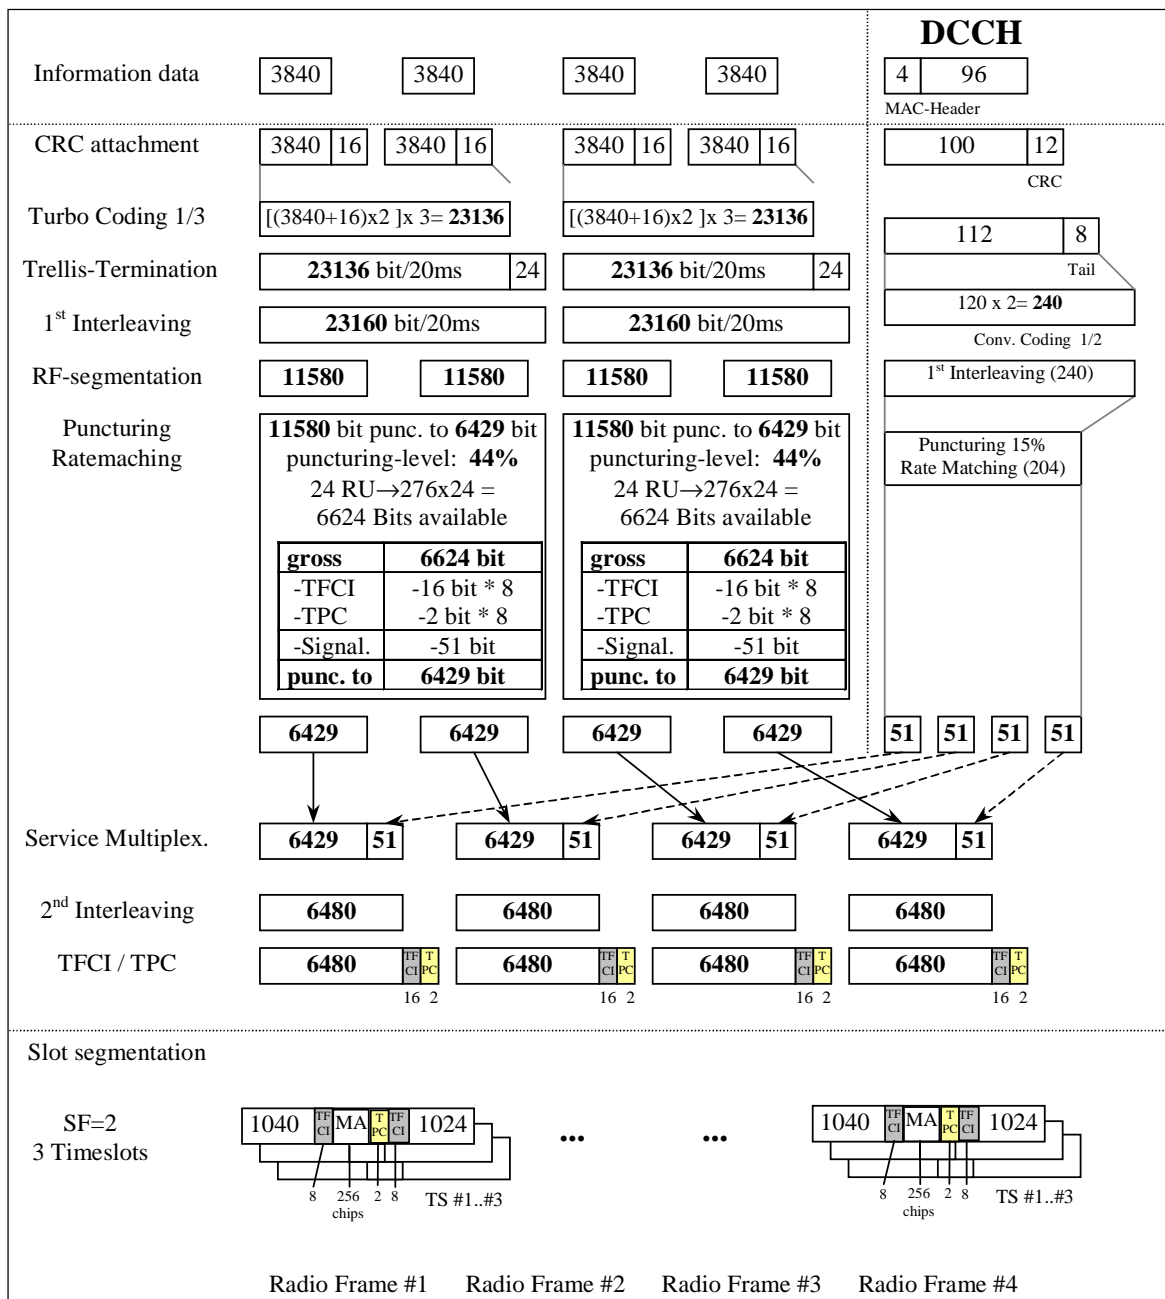 DCCH
Information data 3840 3840 3840 3840 4 96
MAC-Header
CRC attachment 3840 16 3840 16 3840 16 3840 16 100 12
CRC
Turbo Coding 1/3 [(3840+16)x2 ]x 3= 23136 [(3840+16)x2 ]x 3= 23136
112 8
Trellis-Termination 23136 bit/20ms 24 23136 bit/20ms 24
Tail
120 x 2= 240
1st Interleaving 23160 bit/20ms 23160 bit/20ms
Conv. Coding 1/2
RF-segmentation 11580 11580 11580 11580 1st Interleaving (240)
Puncturing 11580 bit punc. to 6429 bit 11580 bit punc. to 6429 bit Puncturing 15%
Ratemaching puncturing-level: 44% puncturing-level: 44% Rate Matching (204)
24 RU→276x24 = 24 RU→276x24 =
6624 Bits available 6624 Bits available
gross 6624 bit gross 6624 bit
-TFCI -16 bit * 8 -TFCI -16 bit * 8
-TPC -2 bit * 8 -TPC -2 bit * 8
-Signal. -51 bit -Signal. -51 bit
punc. to 6429 bit punc. to 6429 bit
6429 6429 6429 6429 51 51 51 51
Service Multiplex. 6429 51 6429 51 6429 51 6429 51
2nd Interleaving 6480 6480 6480 6480
TFCI / TPC 6480 TF CI T PC 6480 TF CI T PC 6480 TF CI T PC 6480 TF CI T PC
16 2 16 2 16 2 16 2
Slot segmentation
SF=2 1040 TF CI MA T PC TF CI 1024 ... ... 1040 TF CI MA T PC TF CI 1024
3 Timeslots
8 256 2 8 TS #1..#3 8 256 2 8 TS #1..#3
chips chips
Radio Frame #1 Radio Frame #2 Radio Frame #3 Radio Frame #4